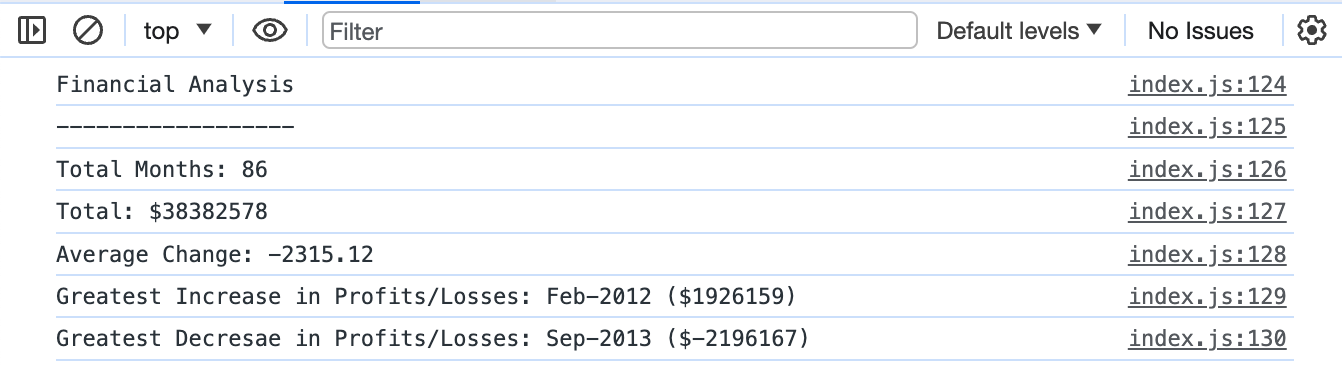 top ▼ Filter Default levels ▼ No Issues
Financial Analysis index.js:124
------------------ index.js:125
Total Months: 86 index.js:126
Total: $38382578 index.js:127
Average Change: -2315.12 index.js:128
Greatest Increase in Profits/Losses: Feb-2012 ($1926159) index.js:129
Greatest Decresae in Profits/Losses: Sep-2013 ($-2196167) index.js:130